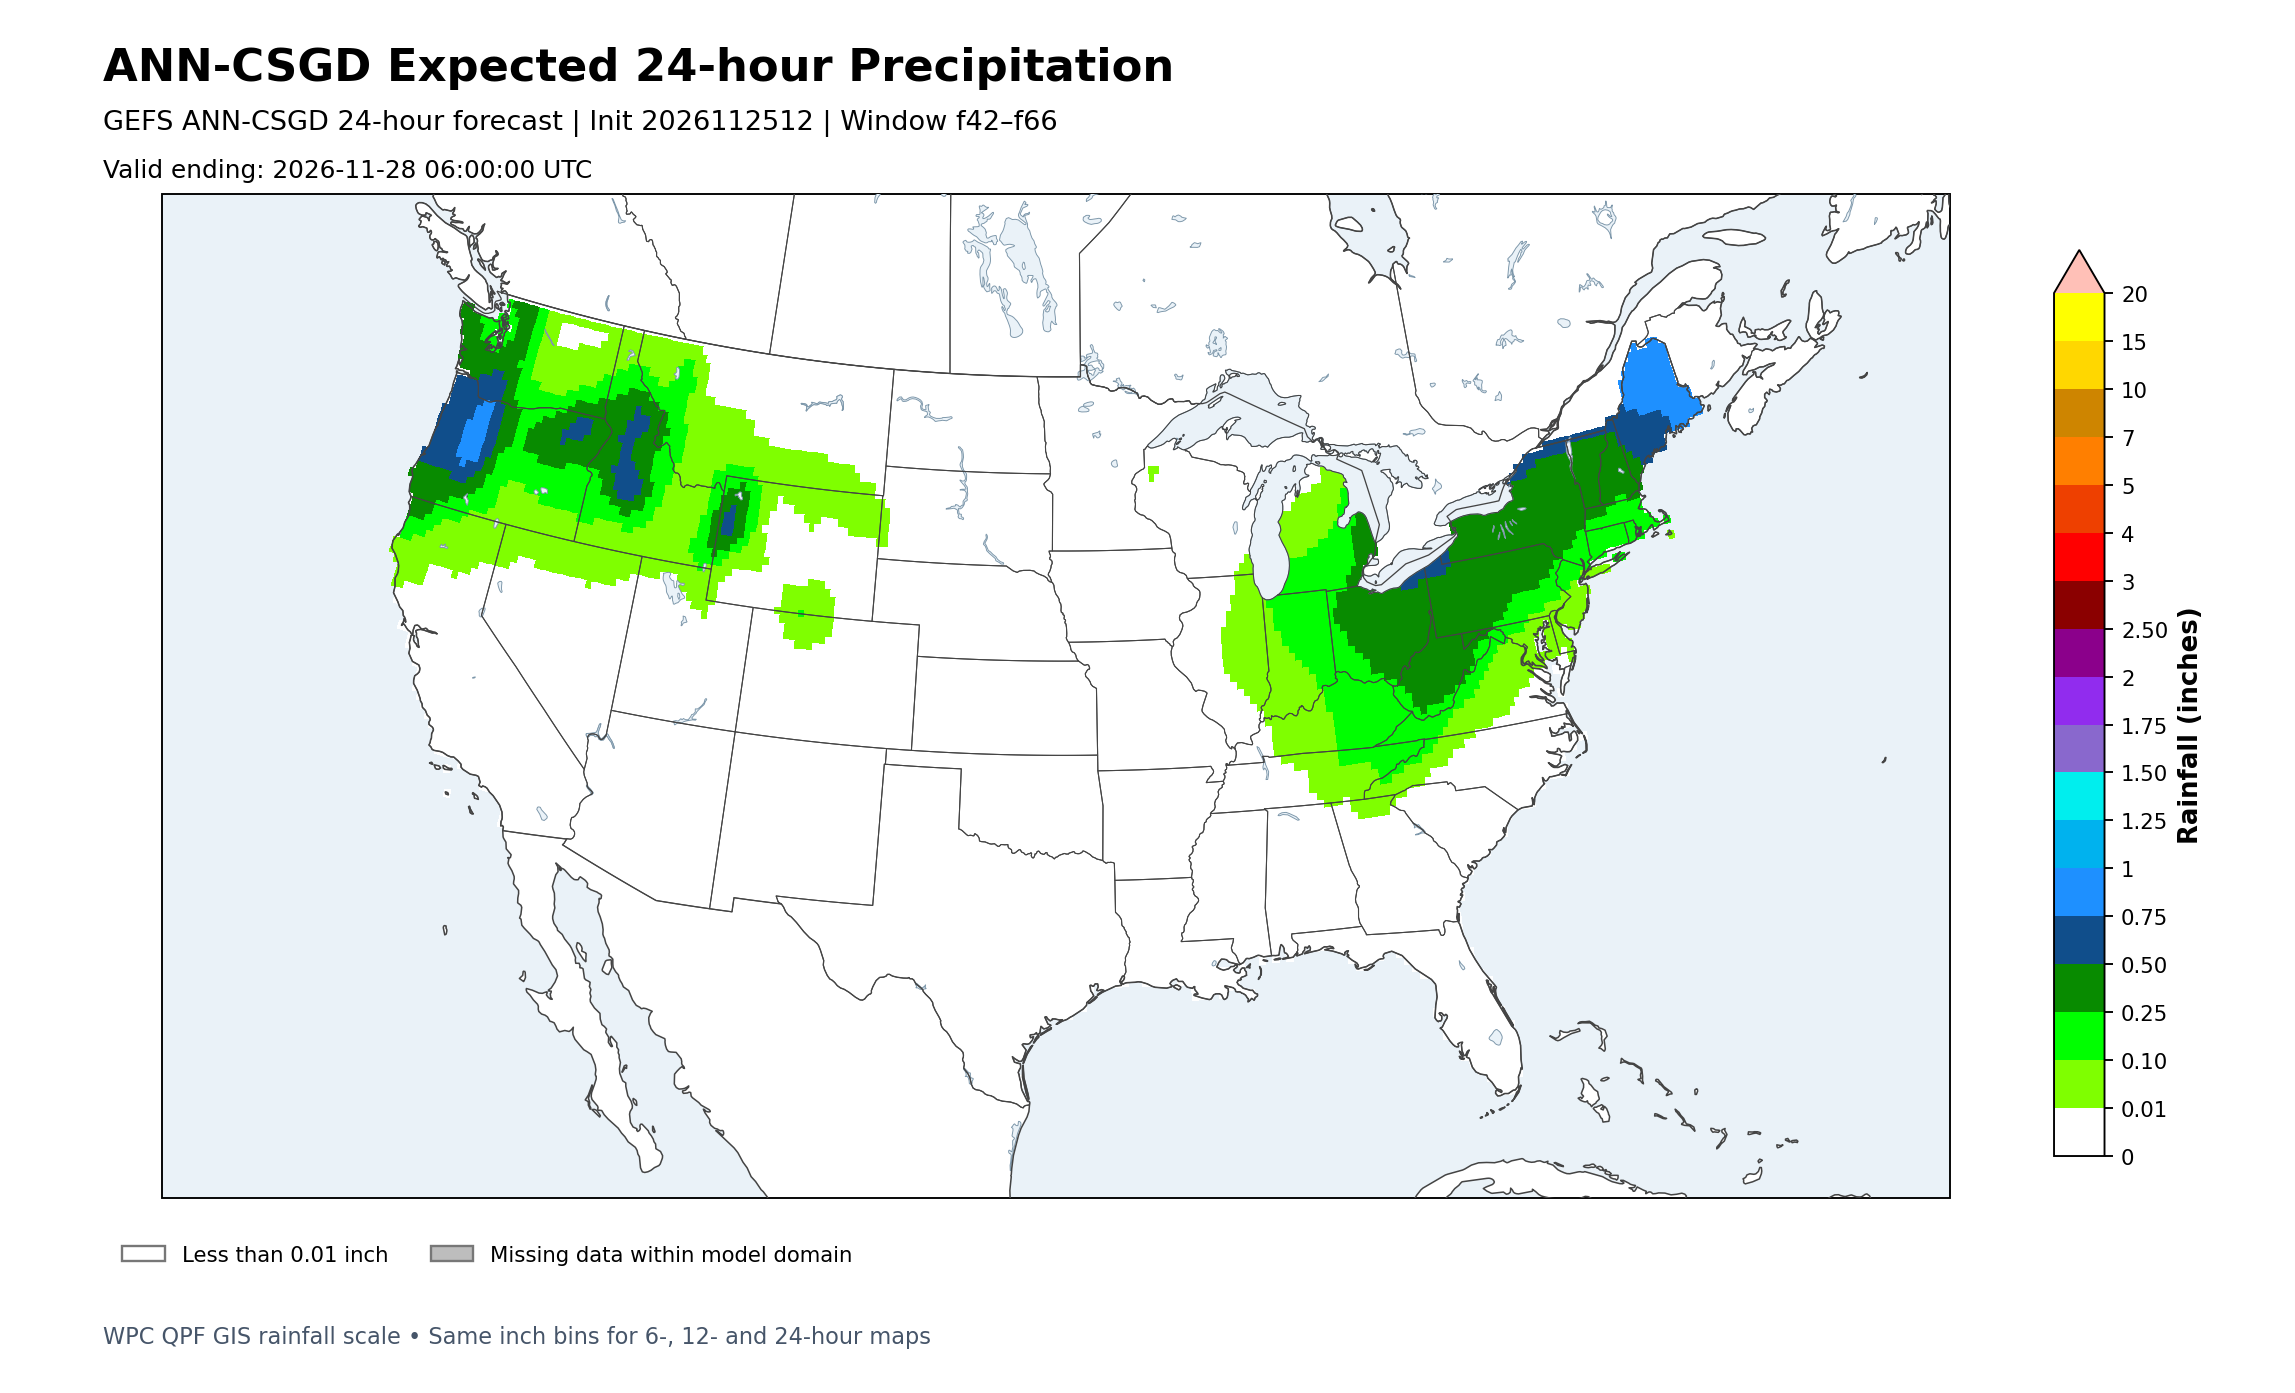 ANN-CSGD Expected 24-hour Precipitation
GEFS ANN-CSGD 24-hour forecast | Init 2026112512 | Window f42–f66
Valid ending: 2026-11-28 06:00:00 UTC
20
15
10
7
5
4
3
2.50
2
1.75
1.50
1.25
1
0.75
0.50
0.25
0.10
0.01
0
Rainfall (inches)
Less than 0.01 inch
Missing data within model domain
WPC QPF GIS rainfall scale • Same inch bins for 6-, 12- and 24-hour maps